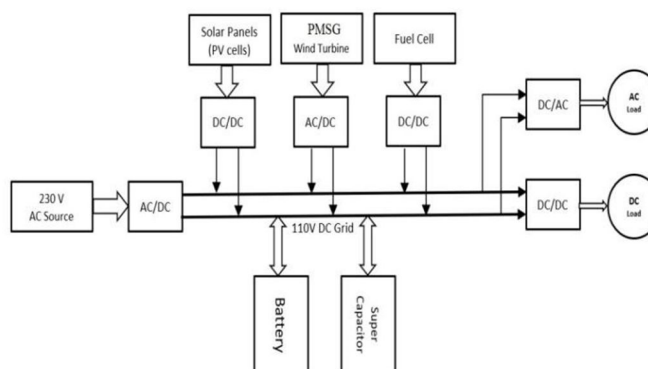 Solar Panels
(PV cells)
PMSG
Wind Turbine
Fuel Cell
DC/DC
AC/DC
DC/DC
DC/AC
AC
Load
230 V
AC Source
AC/DC
DC/DC
DC
Load
110V DC Grid
Battery
Super
Capacitor